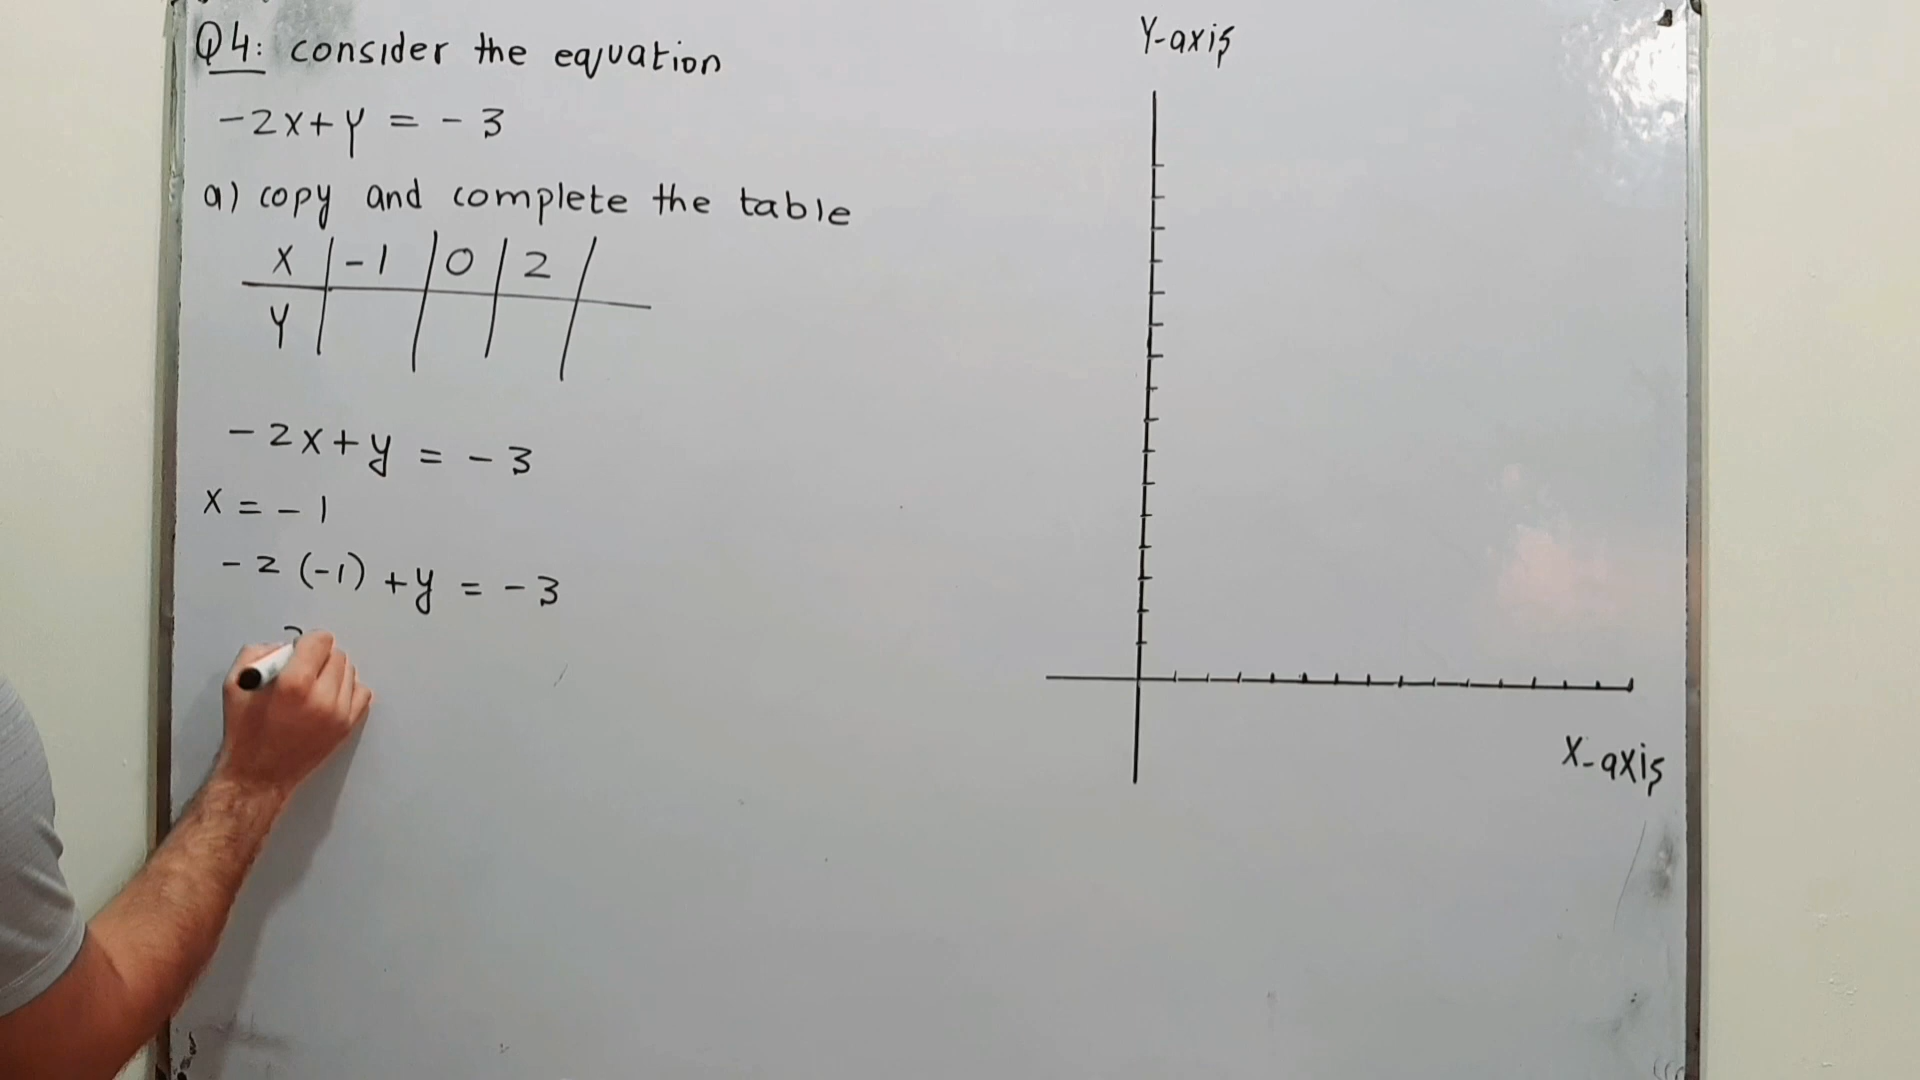 Q4: consider the equation
-2x+y = -3
a) copy and complete the table
X | -1 | 0 | 2 |
Y | | | |
-2x+y = -3
x = -1
-2 (-1) + y = -3
Y-axis
X-axis